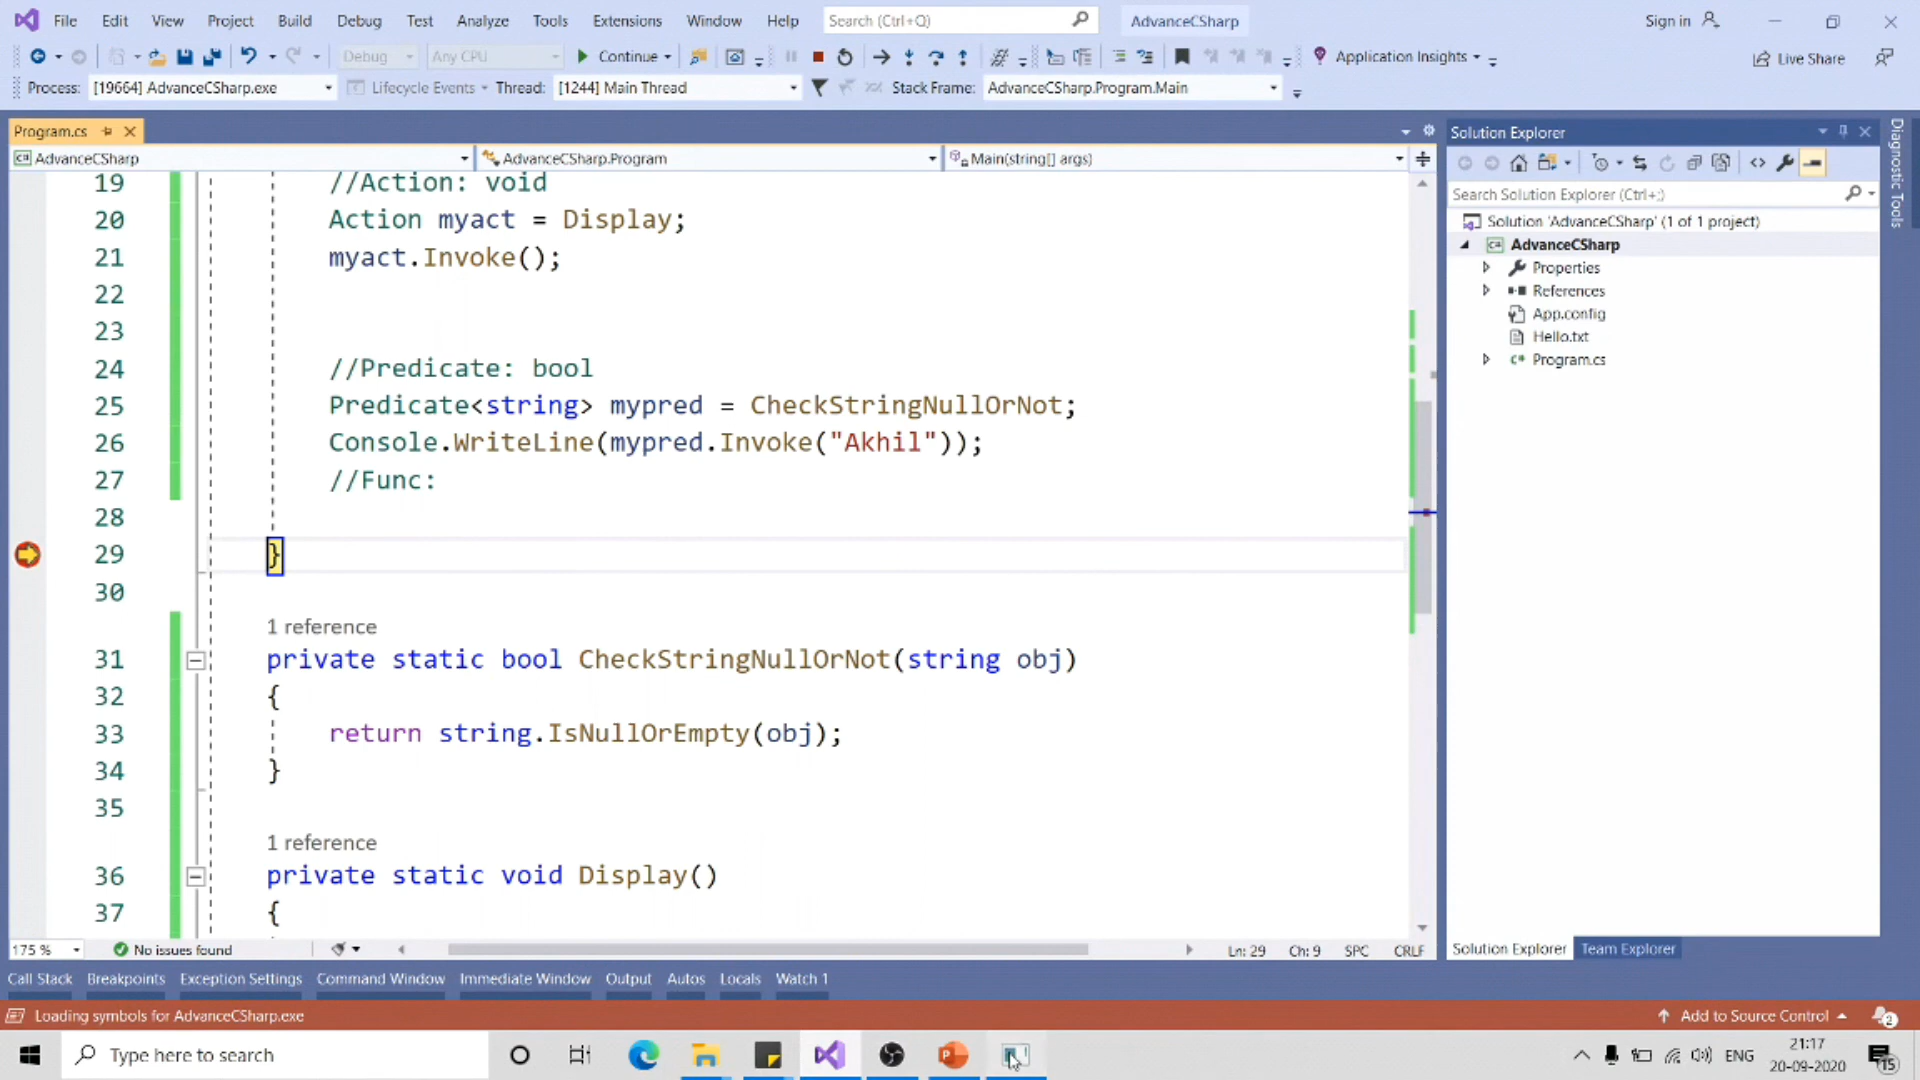 File Edit View Project Build Debug Test Analyze Tools Extensions Window Help Search (Ctrl+Q) AdvanceCSharp Sign in
Debug Any CPU Continue Application Insights Live Share
Process: [19664] AdvanceCSharp.exe Lifecycle Events Thread: [1244] Main Thread Stack Frame: AdvanceCSharp.Program.Main
Program.cs
AdvanceCSharp AdvanceCSharp.Program Main(string[] args)
19 //Action: void
20 Action myact = Display;
21 myact.Invoke();
22
23
24 //Predicate: bool
25 Predicate<string> mypred = CheckStringNullOrNot;
26 Console.WriteLine(mypred.Invoke("Akhil"));
27 //Func:
28
29 }
30
1 reference
31 private static bool CheckStringNullOrNot(string obj)
32 {
33 return string.IsNullOrEmpty(obj);
34 }
35
1 reference
36 private static void Display()
37 {
175 % No issues found Ln: 29 Ch: 9 SPC CRLF
Solution Explorer
Search Solution Explorer (Ctrl+;)
Solution 'AdvanceCSharp' (1 of 1 project)
AdvanceCSharp
Properties
References
App.config
Hello.txt
Program.cs
Solution Explorer Team Explorer
Diagnostic Tools
Call Stack Breakpoints Exception Settings Command Window Immediate Window Output Autos Locals Watch 1
Loading symbols for AdvanceCSharp.exe Add to Source Control 2
Type here to search ENG 21:17
20-09-2020 15